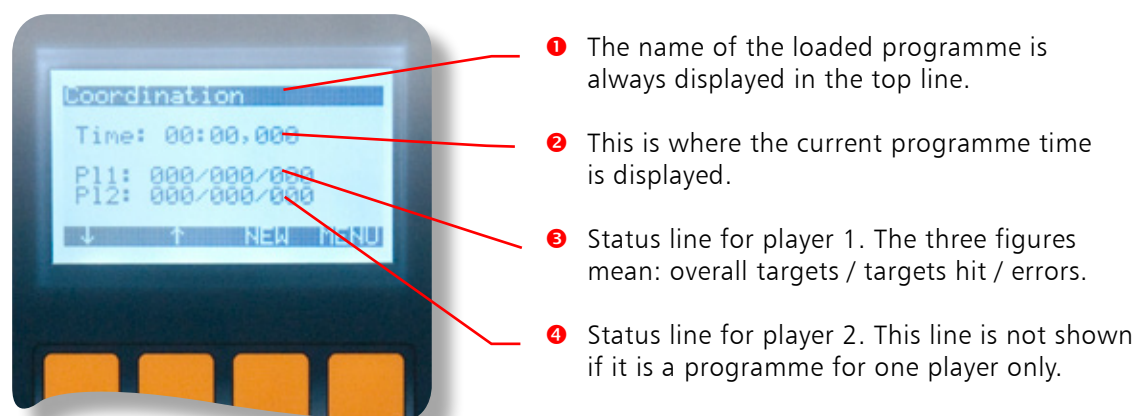 Coordination
Time: 00:00,000
Pl1: 000/000/000
Pl2: 000/000/000
↓ ↑ NEW MENU
❶ The name of the loaded programme is
always displayed in the top line.
❷ This is where the current programme time
is displayed.
❸ Status line for player 1. The three figures
mean: overall targets / targets hit / errors.
❹ Status line for player 2. This line is not shown
if it is a programme for one player only.